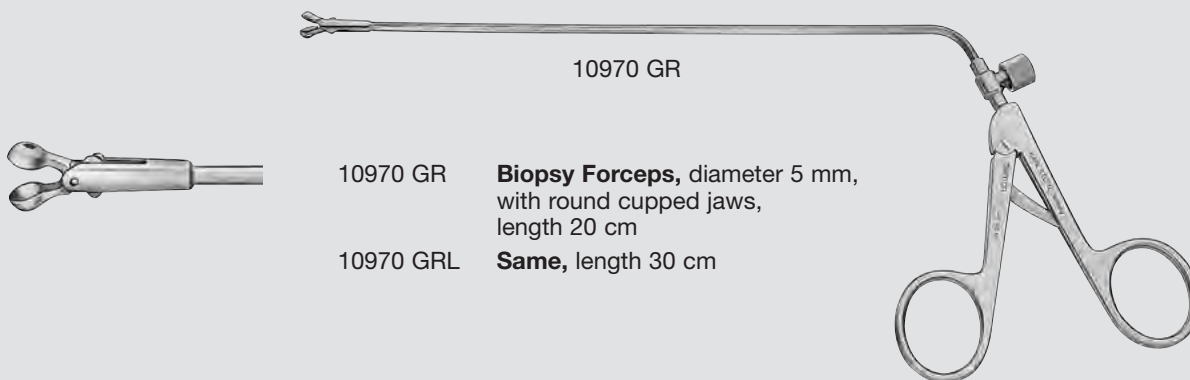 10970 GR
10970 GR Biopsy Forceps, diameter 5 mm,
with round cupped jaws,
length 20 cm
10970 GRL Same, length 30 cm